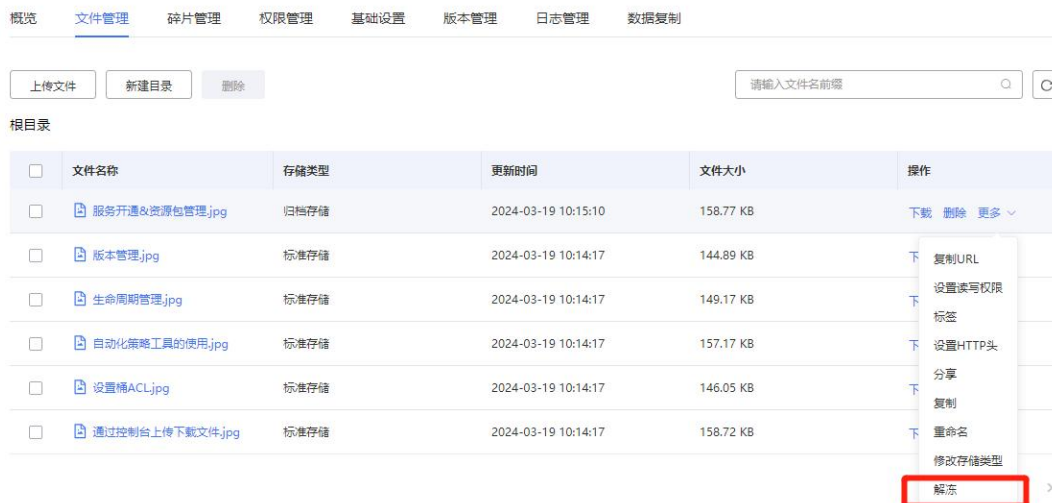 概览 文件管理 碎片管理 权限管理 基础设置 版本管理 日志管理 数据复制
上传文件 新建目录 删除 请输入文件名前缀
根目录
文件名称 存储类型 更新时间 文件大小 操作
服务开通&资源包管理.jpg 归档存储 2024-03-19 10:15:10 158.77 KB 下载 删除 更多
版本管理.jpg 标准存储 2024-03-19 10:14:17 144.89 KB 下
生命周期管理.jpg 标准存储 2024-03-19 10:14:17 149.17 KB 下
自动化策略工具的使用.jpg 标准存储 2024-03-19 10:14:17 157.17 KB 下
设置桶ACL.jpg 标准存储 2024-03-19 10:14:17 146.05 KB 下
通过控制台上传下载文件.jpg 标准存储 2024-03-19 10:14:17 158.72 KB 下
复制URL
设置读写权限
标签
设置HTTP头
分享
复制
重命名
修改存储类型
解冻